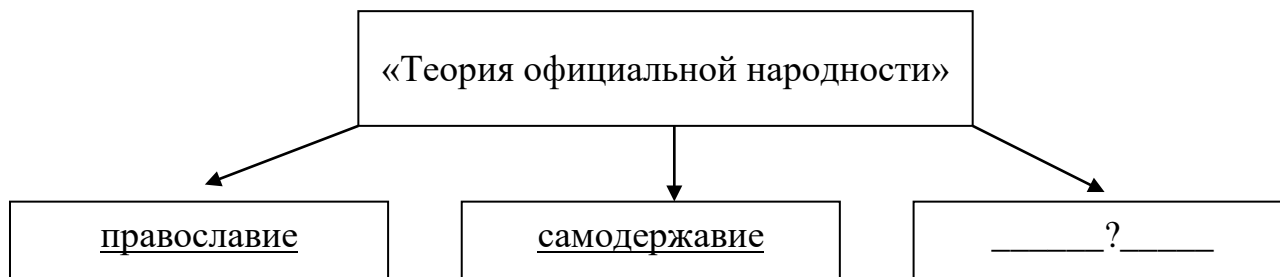 «Теория официальной народности»
православие
самодержавие
______?_____